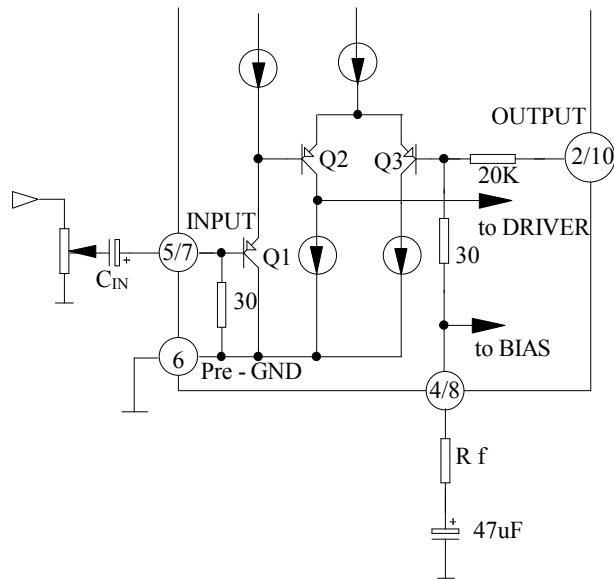 OUTPUT
2/10
Q2
Q3
20K
to DRIVER
INPUT
5/7
Q1
30
C_IN
+
30
6
Pre - GND
to BIAS
4/8
R f
+
47uF